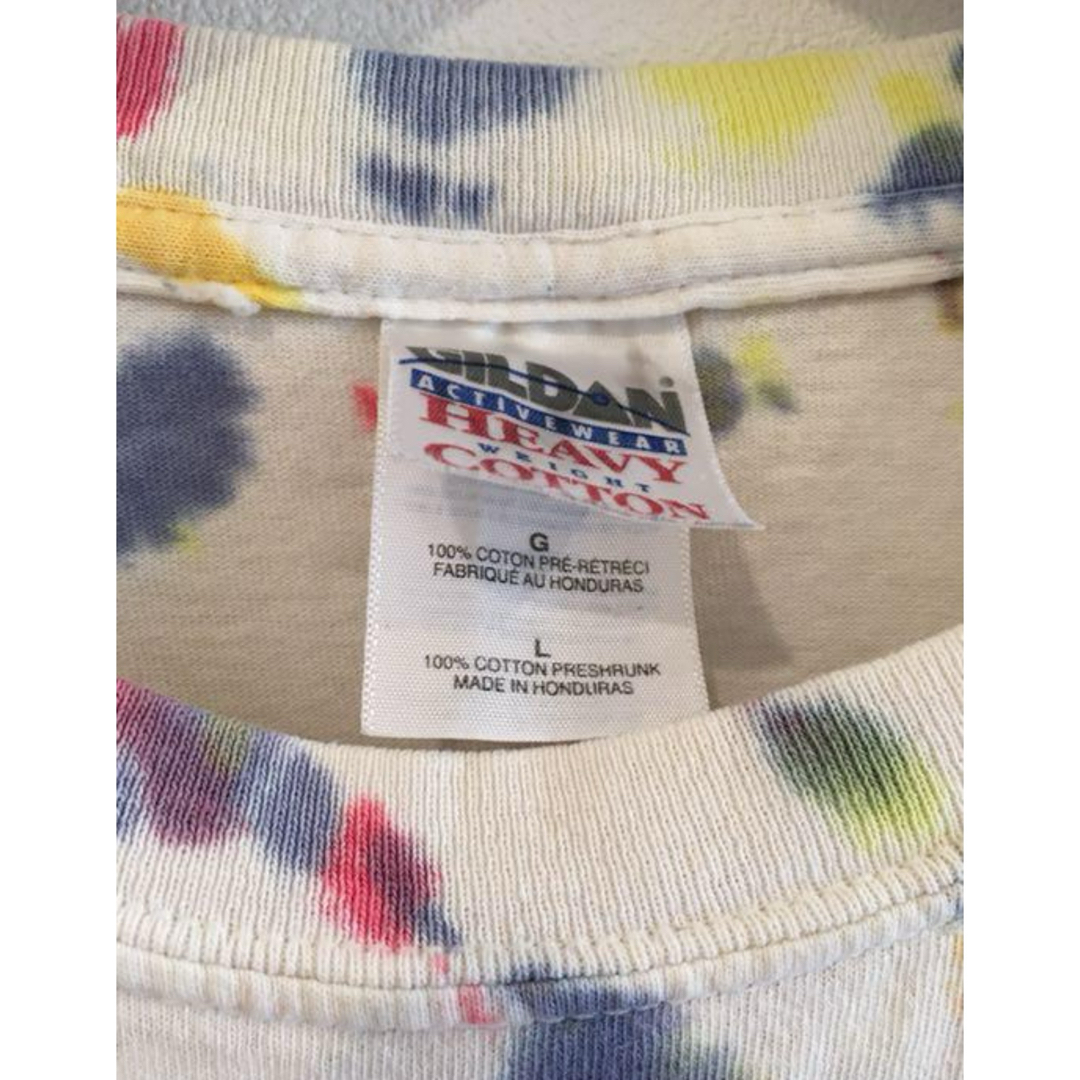 GILDAN
ACTIVEWEAR
HEAVY
WEIGHT
COTTON
G
100% COTON PRÉ-RÉTRÉCI
FABRIQUÉ AU HONDURAS
L
100% COTTON PRESHRUNK
MADE IN HONDURAS